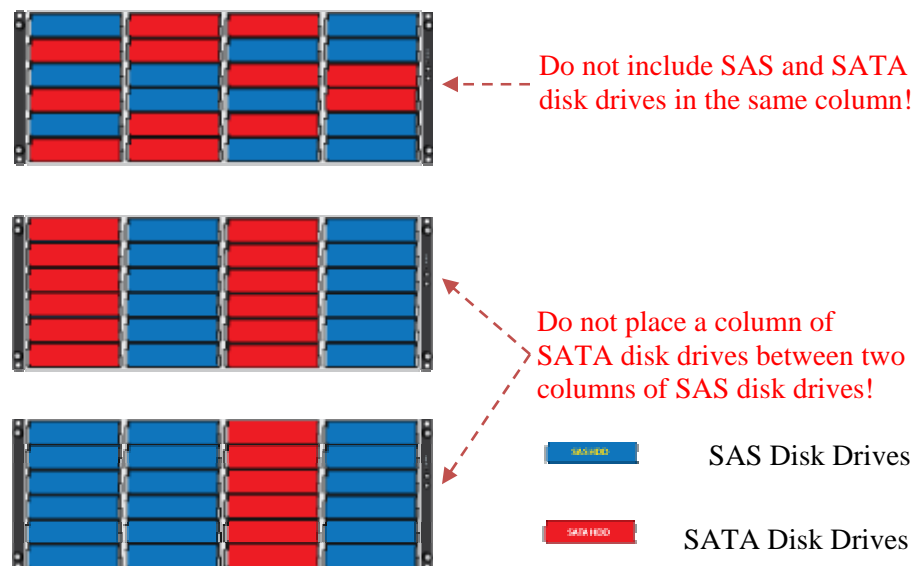 Do not include SAS and SATA
disk drives in the same column!
Do not place a column of
SATA disk drives between two
columns of SAS disk drives!
SAS HDD
SAS Disk Drives
SATA HDD
SATA Disk Drives